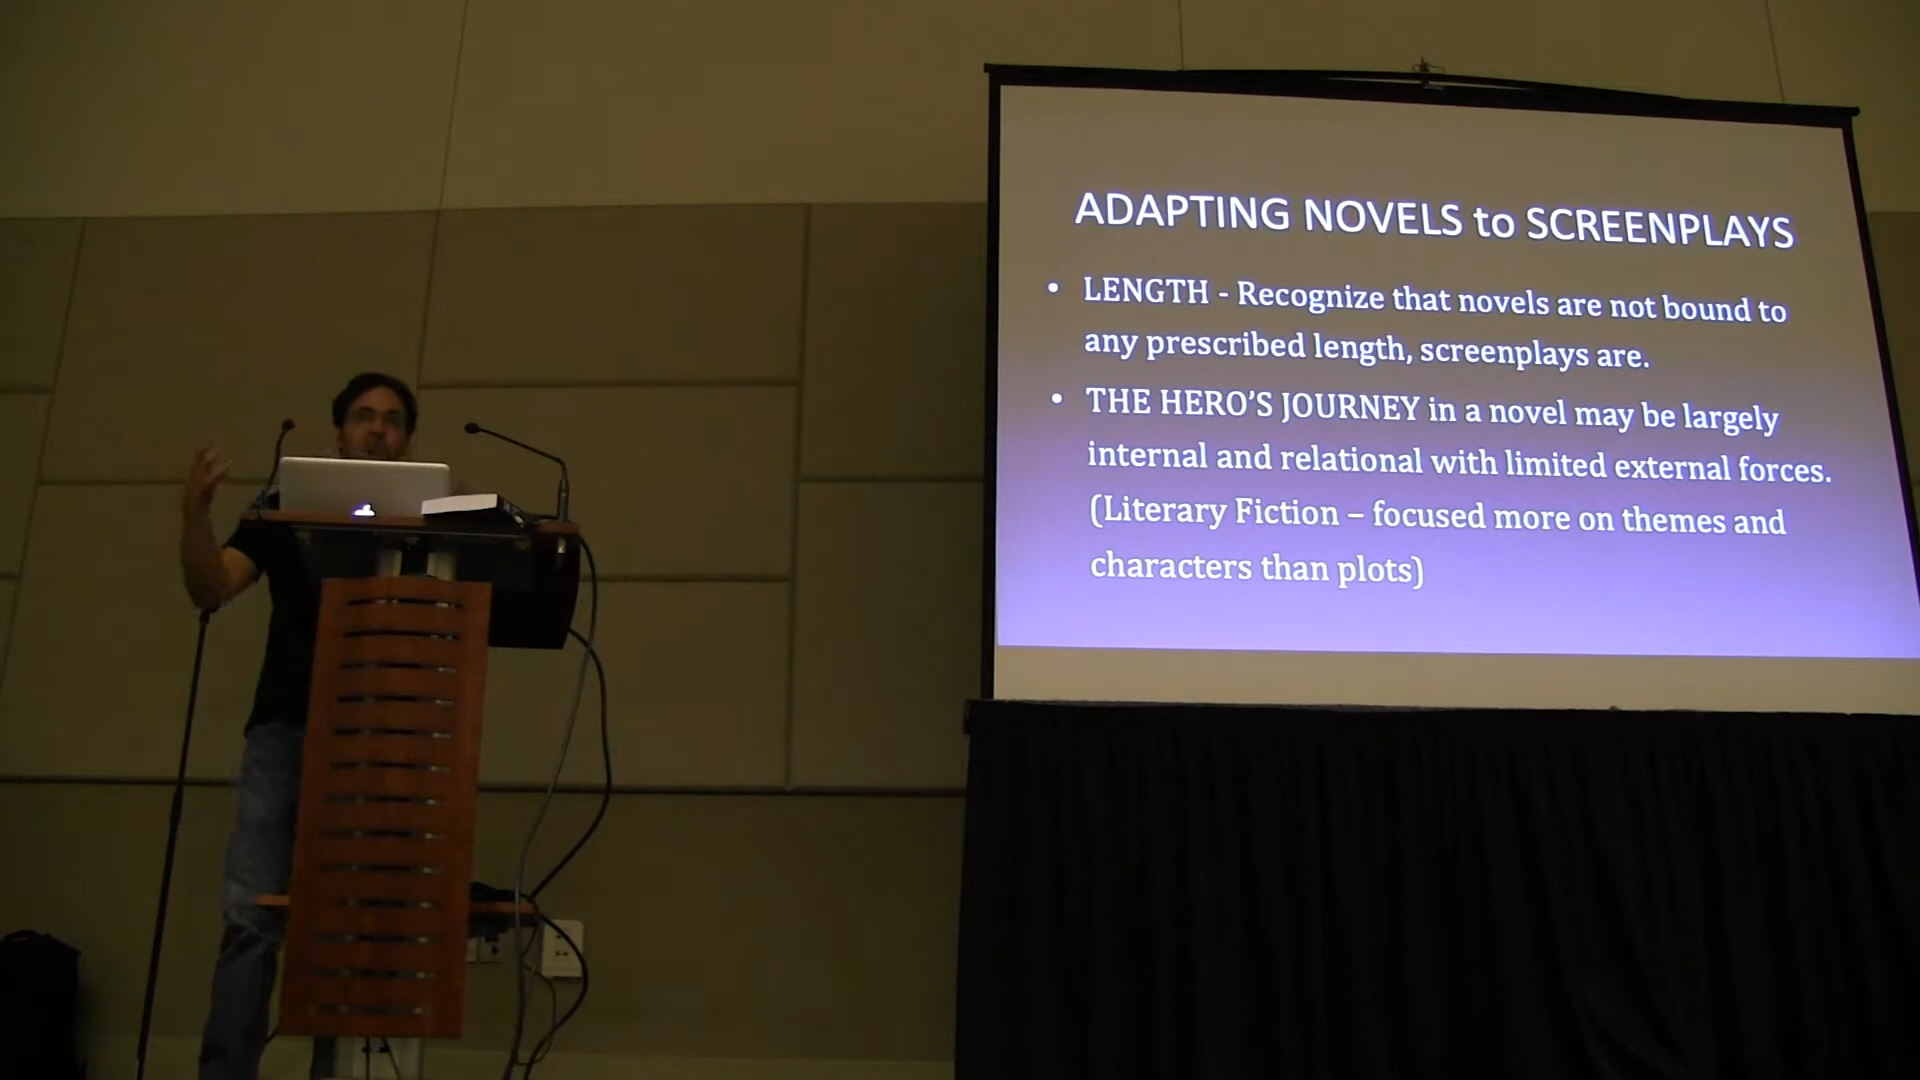 ADAPTING NOVELS to SCREENPLAYS
• LENGTH - Recognize that novels are not bound to
any prescribed length, screenplays are.
• THE HERO'S JOURNEY in a novel may be largely
internal and relational with limited external forces.
(Literary Fiction – focused more on themes and
characters than plots)